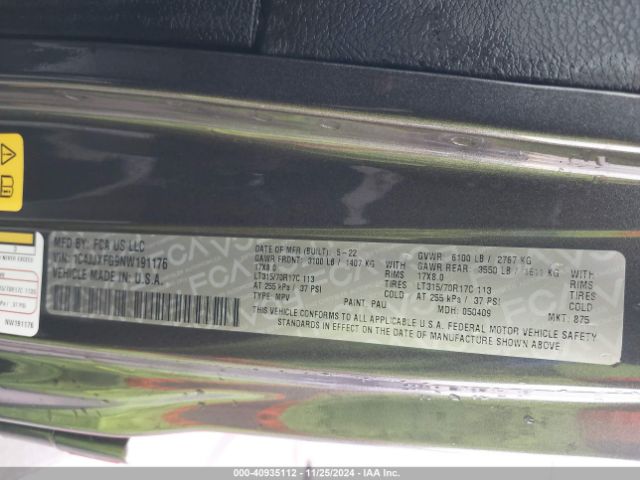 MFD BY: FCA US LLC
VEHICLE MADE IN U.S.A.
DATE OF MFR (BUILT): 5-22
GAWR FRONT: 3100 LB / 1407 KG
17X8.0 RIMS
LT315/70R17C 113 TIRES
AT 255 kPa / 37 PSI COLD
TYPE: MPV PAINT: PAU
GVWR 6100 LB / 2767 KG
GAWR REAR: 3550 LB / KG
WITH
17X8.0 RIMS
LT315/70R17C 113 TIRES
AT 255 kPa / 37 PSI COLD
MDH: 050409 MKT: 875
THIS VEHICLE CONFORMS TO ALL APPLICABLE U.S.A. FEDERAL MOTOR VEHICLE SAFETY
STANDARDS IN EFFECT ON THE DATE OF MANUFACTURE SHOWN ABOVE
NW191176
000-40935112 - 11/25/2024 - IAA Inc.